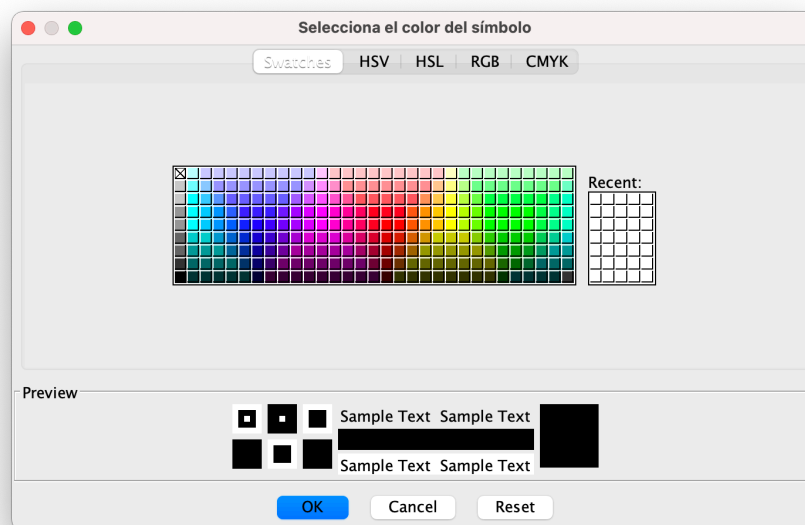 Selecciona el color del símbolo
Swatches HSV HSL RGB CMYK
Recent:
Preview
Sample Text Sample Text
Sample Text Sample Text
OK Cancel Reset